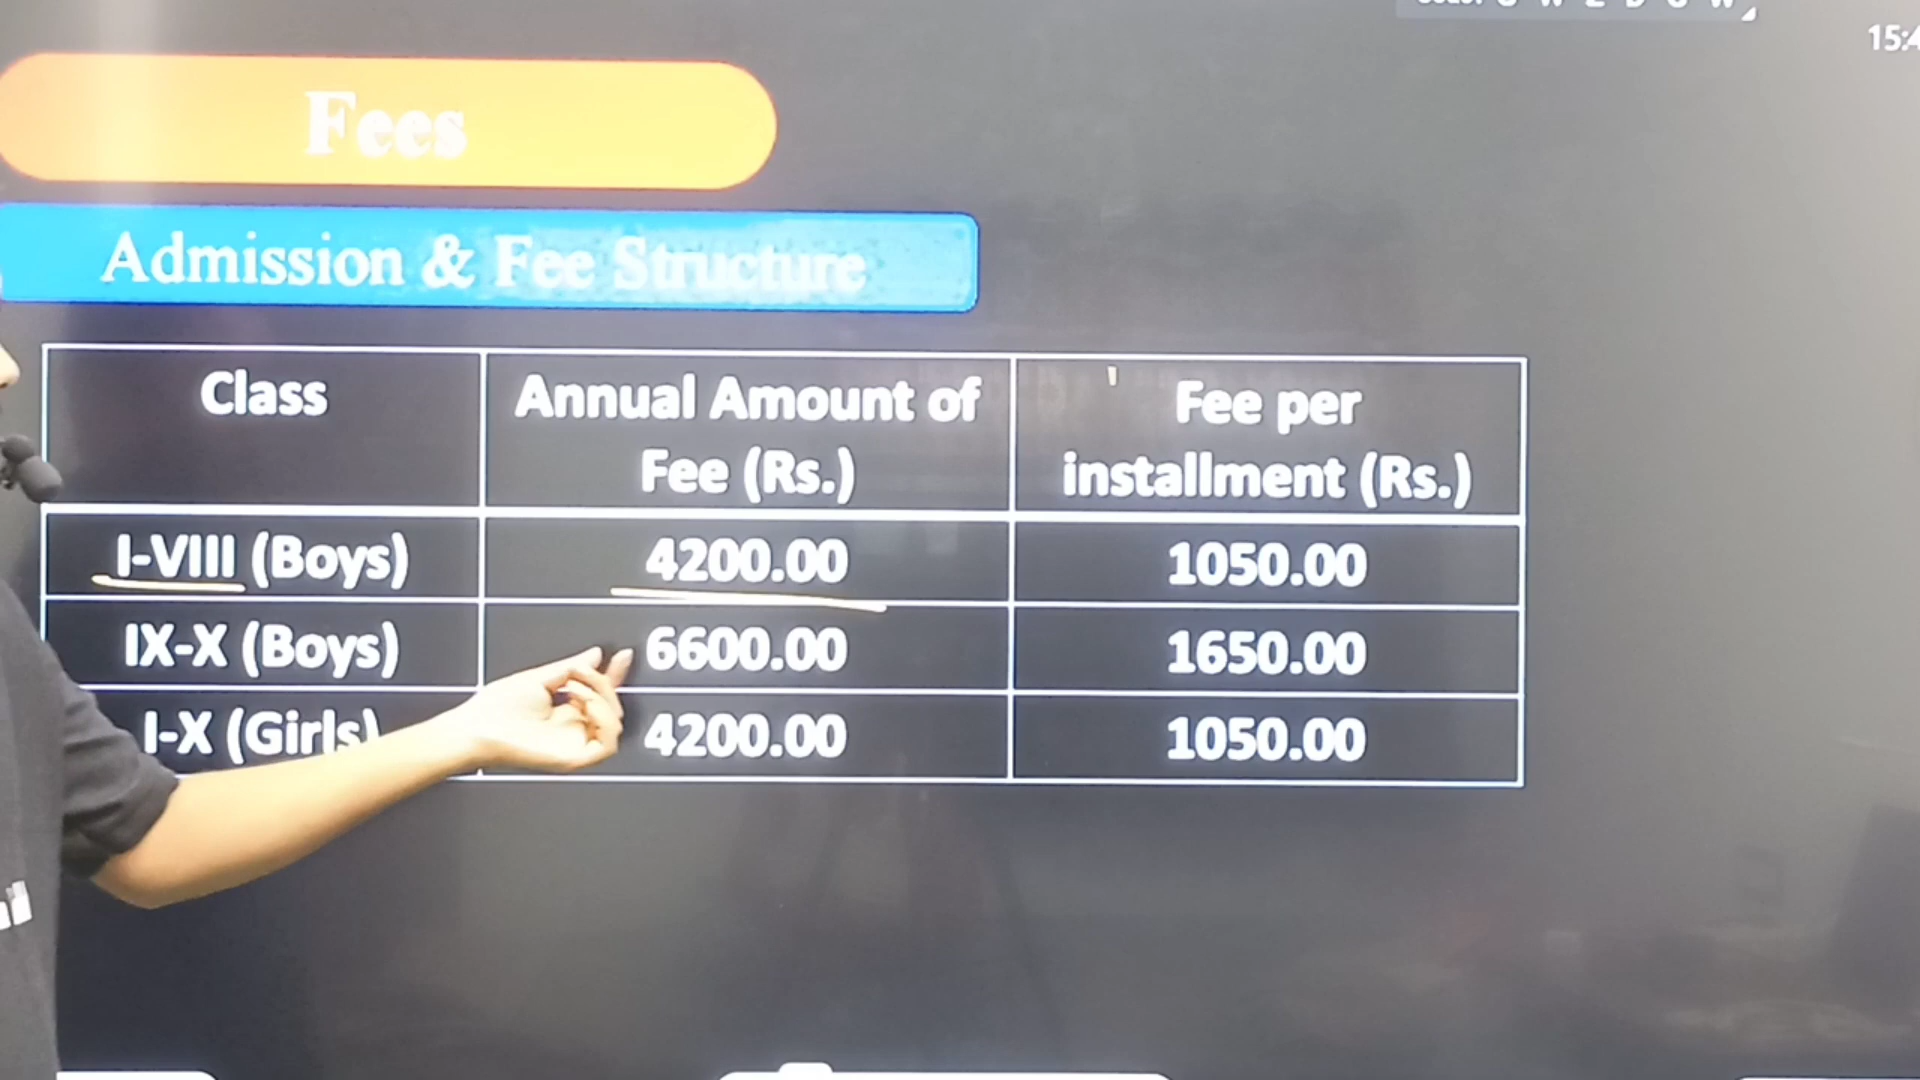 Fees
Admission & Fee Structure
Class
Annual Amount of
Fee (Rs.)
Fee per
installment (Rs.)
I-VIII (Boys)
4200.00
1050.00
IX-X (Boys)
6600.00
1650.00
I-X (Girls)
4200.00
1050.00